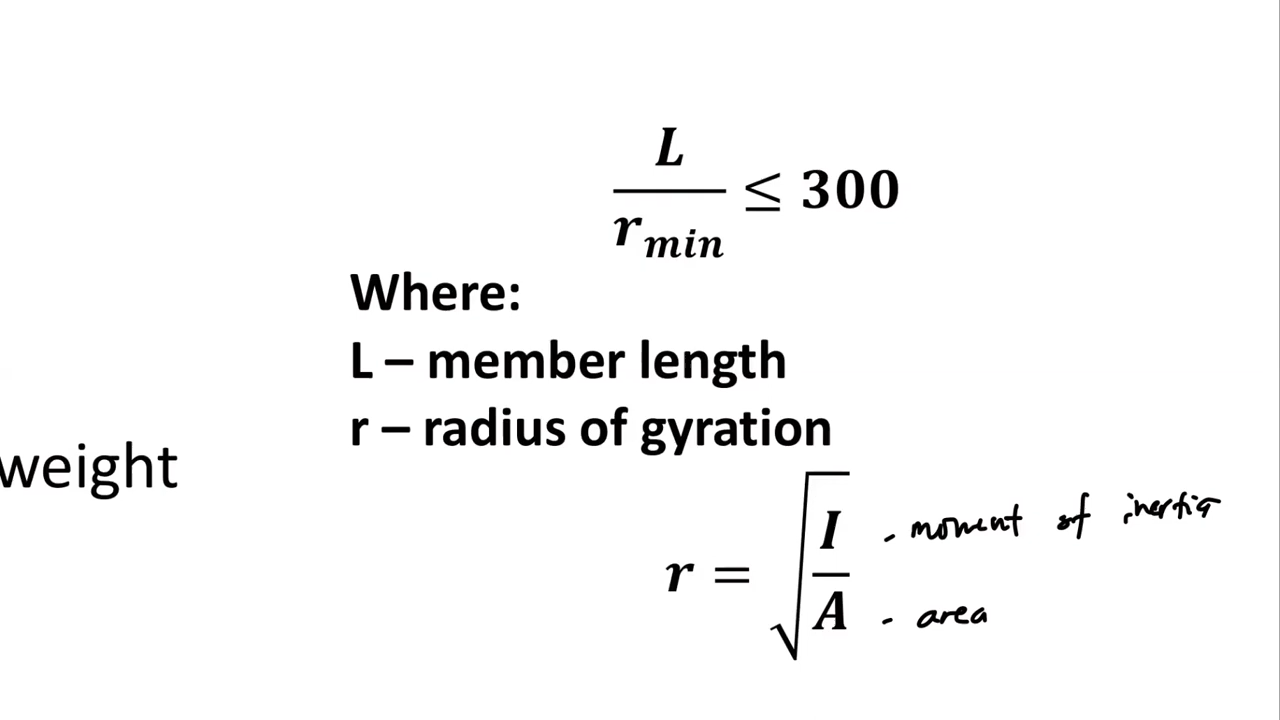 L
r_min
≤ 300
Where:
L – member length
r – radius of gyration
weight
r = √(I/A)
- moment of inertia
- area